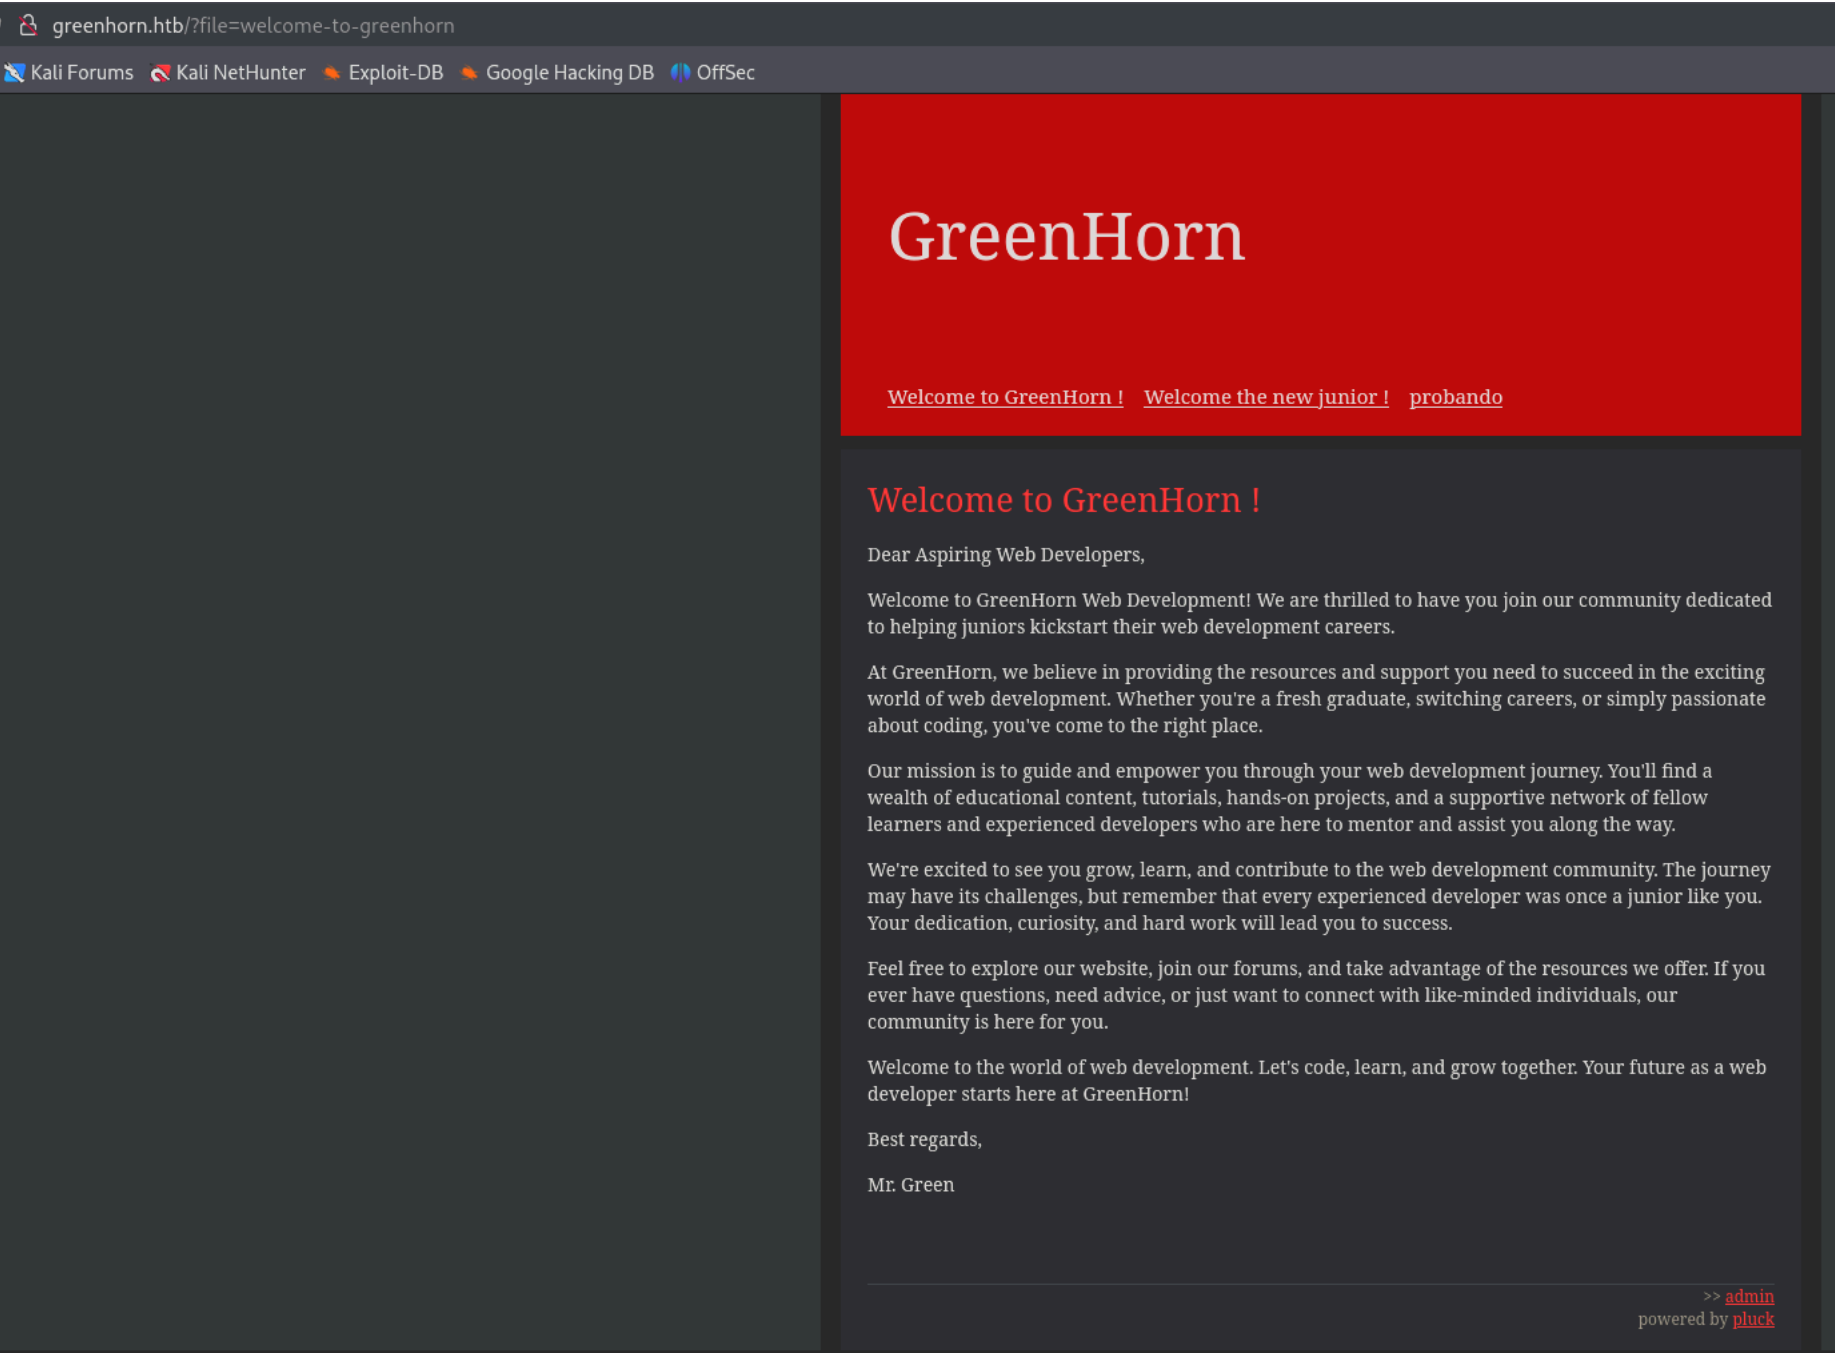 greenhorn.htb/?file=welcome-to-greenhorn
Kali Forums Kali NetHunter Exploit-DB Google Hacking DB OffSec
GreenHorn
Welcome to GreenHorn ! Welcome the new junior ! probando
Welcome to GreenHorn !
Dear Aspiring Web Developers,
Welcome to GreenHorn Web Development! We are thrilled to have you join our community dedicated
to helping juniors kickstart their web development careers.
At GreenHorn, we believe in providing the resources and support you need to succeed in the exciting
world of web development. Whether you're a fresh graduate, switching careers, or simply passionate
about coding, you've come to the right place.
Our mission is to guide and empower you through your web development journey. You'll find a
wealth of educational content, tutorials, hands-on projects, and a supportive network of fellow
learners and experienced developers who are here to mentor and assist you along the way.
We're excited to see you grow, learn, and contribute to the web development community. The journey
may have its challenges, but remember that every experienced developer was once a junior like you.
Your dedication, curiosity, and hard work will lead you to success.
Feel free to explore our website, join our forums, and take advantage of the resources we offer. If you
ever have questions, need advice, or just want to connect with like-minded individuals, our
community is here for you.
Welcome to the world of web development. Let's code, learn, and grow together. Your future as a web
developer starts here at GreenHorn!
Best regards,
Mr. Green
>> admin
powered by pluck